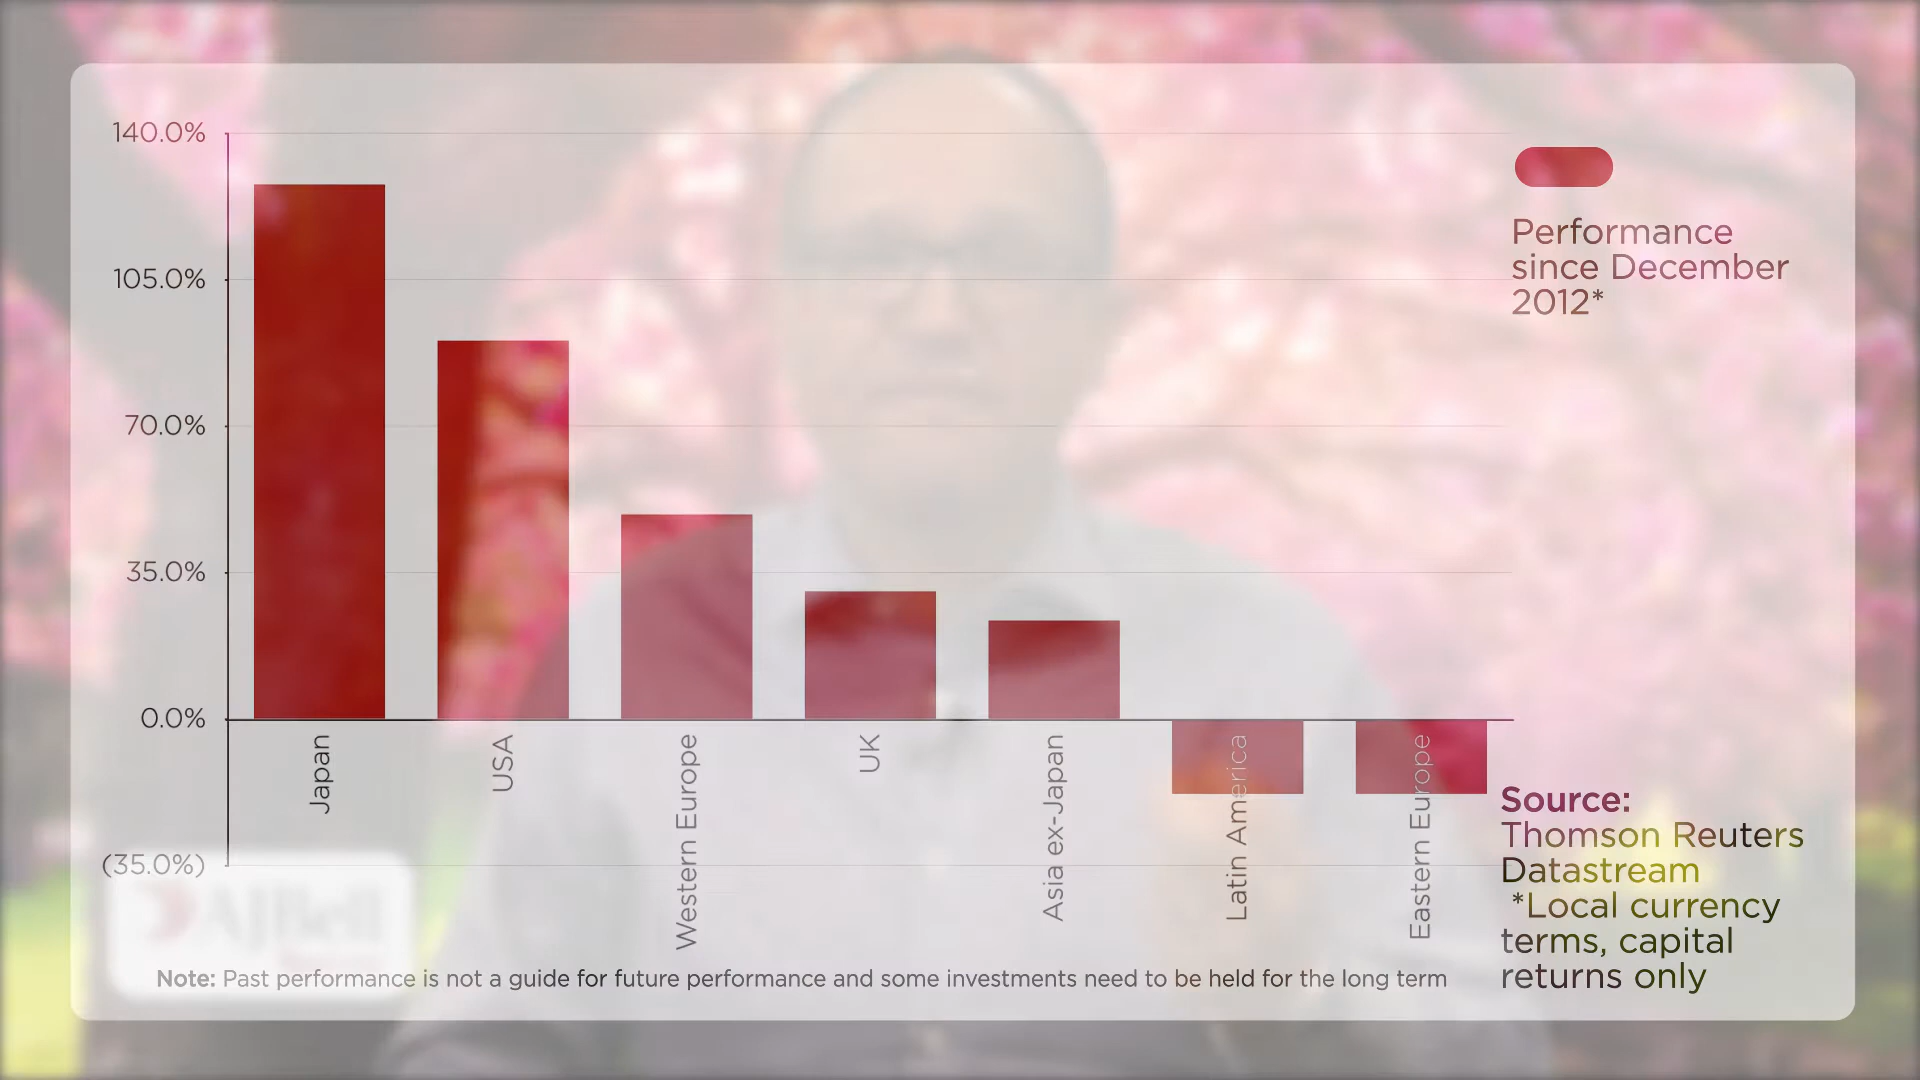 140.0%
105.0%
70.0%
35.0%
0.0%
(35.0%)
Japan
USA
Western Europe
UK
Asia ex-Japan
Latin America
Eastern Europe
Performance
since December
2012*
Source:
Thomson Reuters
Datastream
*Local currency
terms, capital
returns only
AJBell
Note: Past performance is not a guide for future performance and some investments need to be held for the long term